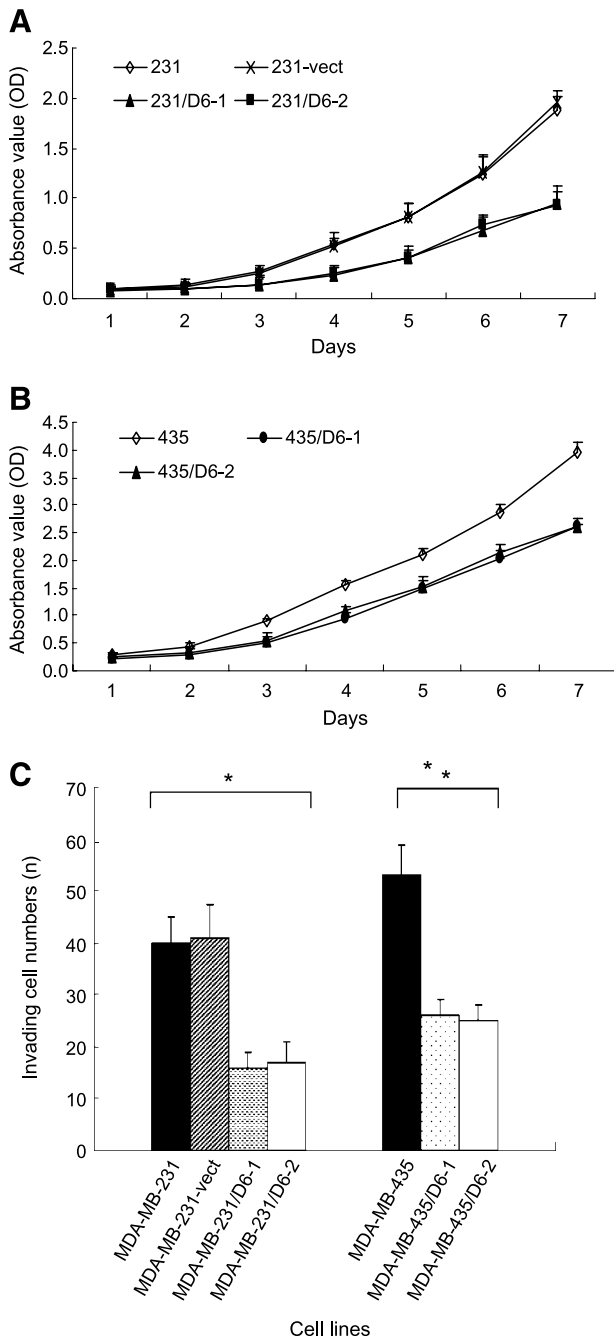 A
Absorbance value (OD)
2.5
2.0
1.5
1.0
0.5
0.0
231
231-vect
231/D6-1
231/D6-2
1 2 3 4 5 6 7
Days
B
Absorbance value (OD)
4.5
4.0
3.5
3.0
2.5
2.0
1.5
1.0
0.5
0.0
435
435/D6-1
435/D6-2
1 2 3 4 5 6 7
Days
C
Invading cell numbers (n)
70
60
50
40
30
20
10
0
*
* *
MDA-MB-231
MDA-MB-231-vect
MDA-MB-231/D6-1
MDA-MB-231/D6-2
MDA-MB-435
MDA-MB-435/D6-1
MDA-MB-435/D6-2
Cell lines